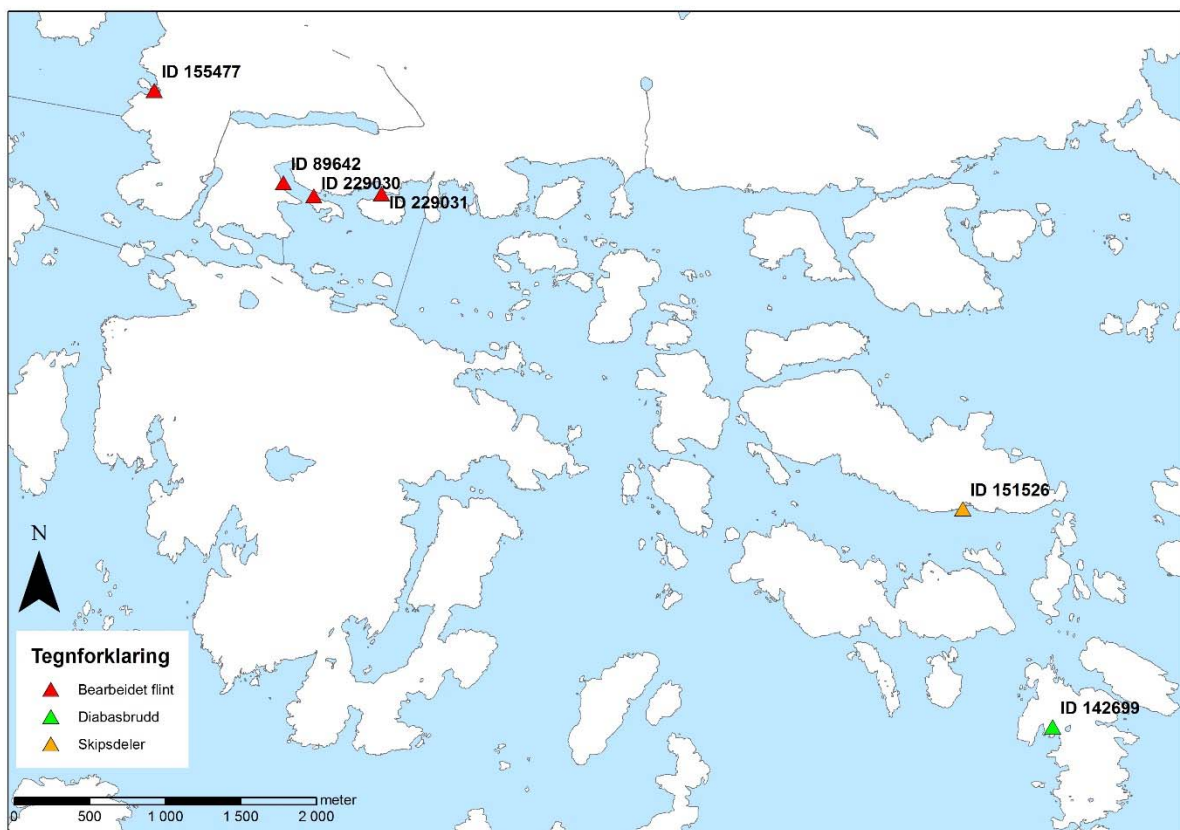 ID 155477
ID 89642
ID 229030
ID 229031
ID 151526
N
Tegnforklaring
Bearbeidet flint
Diabasbrudd
Skipsdeler
ID 142699
meter
0 500 1 000 1 500 2 000